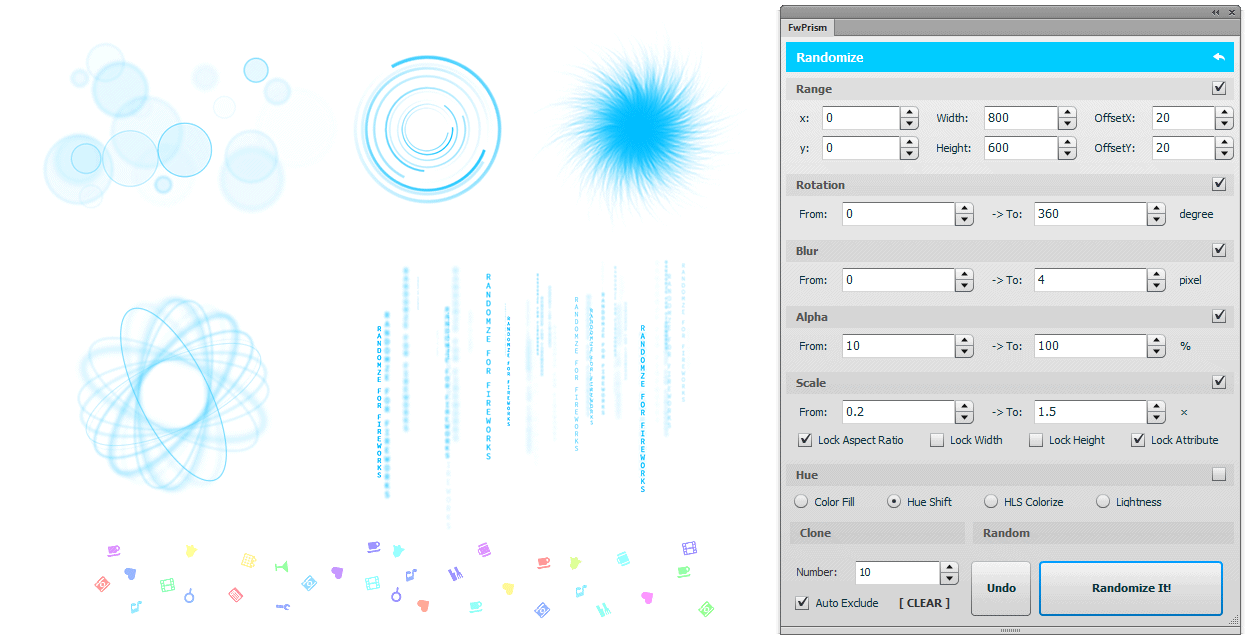 FwPrism
Randomize
Range
x: 0 Width: 800 OffsetX: 20
y: 0 Height: 600 OffsetY: 20
Rotation
From: 0 -> To: 360 degree
Blur
From: 0 -> To: 4 pixel
Alpha
From: 10 -> To: 100 %
Scale
From: 0.2 -> To: 1.5 ×
Lock Aspect Ratio Lock Width Lock Height Lock Attribute
Hue
Color Fill Hue Shift HLS Colorize Lightness
Clone Random
Number: 10
Undo Randomize It!
Auto Exclude [ CLEAR ]
RANDOMZE FOR FIREWORKS
RANDOMZE FOR FIREWORKS
RANDOMZE FOR FIREWORKS
RANDOMZE FOR FIREWORKS
RANDOMZE FOR FIREWORKS